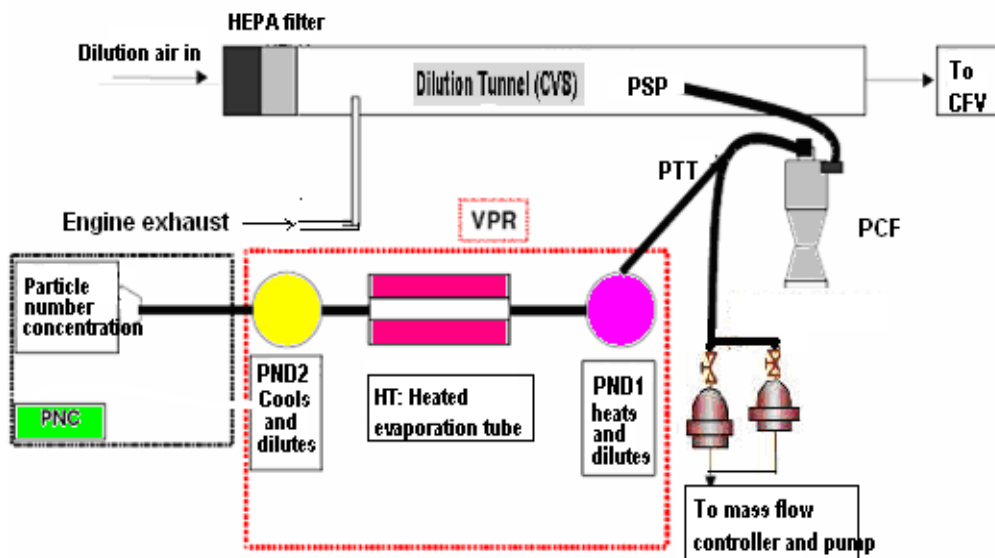 HEPA filter
Dilution air in
Dilution Tunnel (CVS)
PSP
To
CFV
PTT
PCF
Engine exhaust
VPR
Particle
number
concentration
PNC
PND2
Cools
and
dilutes
HT: Heated
evaporation tube
PND1
heats
and
dilutes
To mass flow
controller and pump